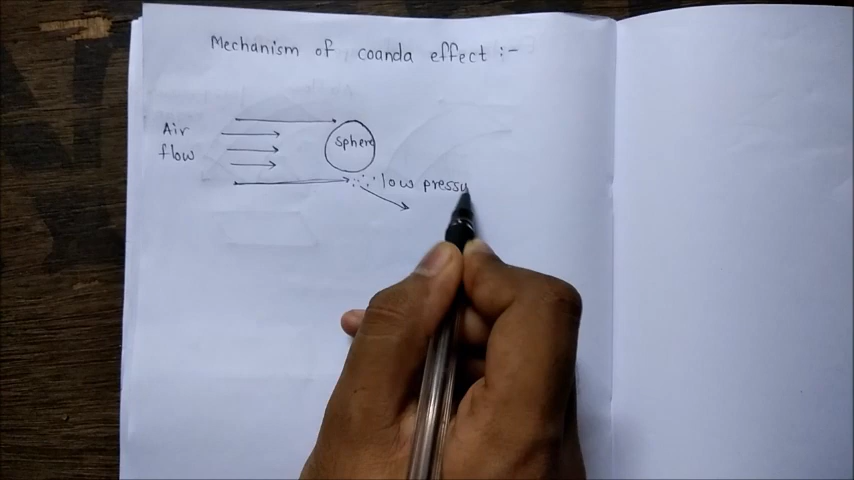 Mechanism of coanda effect :-
Air
flow
Sphere
low pressu